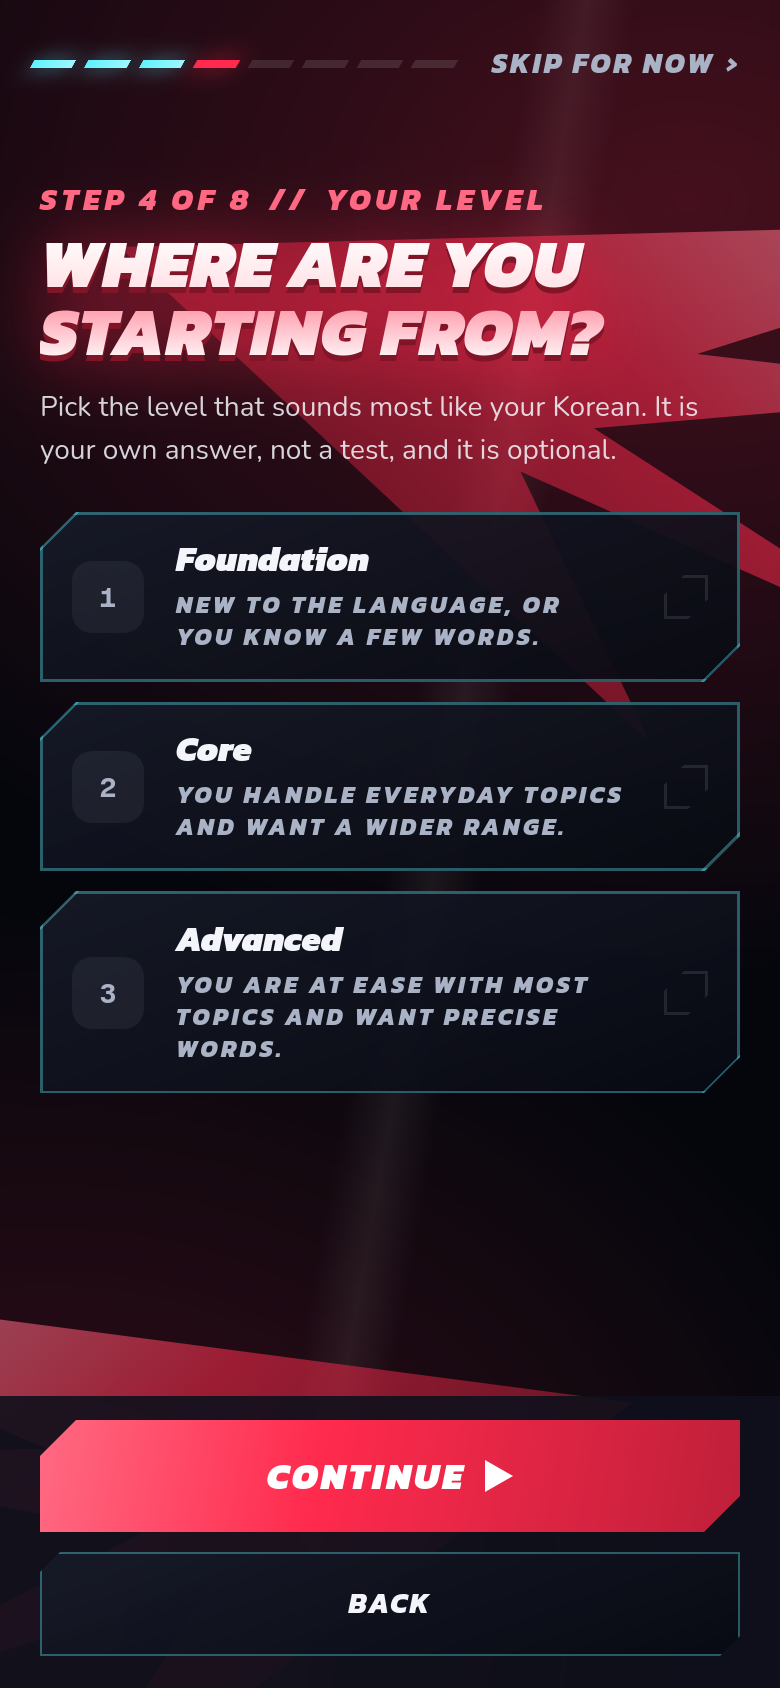 SKIP FOR NOW ›
STEP 4 OF 8 // YOUR LEVEL
WHERE ARE YOU
STARTING FROM?
Pick the level that sounds most like your Korean. It is
your own answer, not a test, and it is optional.
Foundation
1
NEW TO THE LANGUAGE, OR
YOU KNOW A FEW WORDS.
Core
2
YOU HANDLE EVERYDAY TOPICS
AND WANT A WIDER RANGE.
Advanced
3
YOU ARE AT EASE WITH MOST
TOPICS AND WANT PRECISE
WORDS.
CONTINUE
BACK